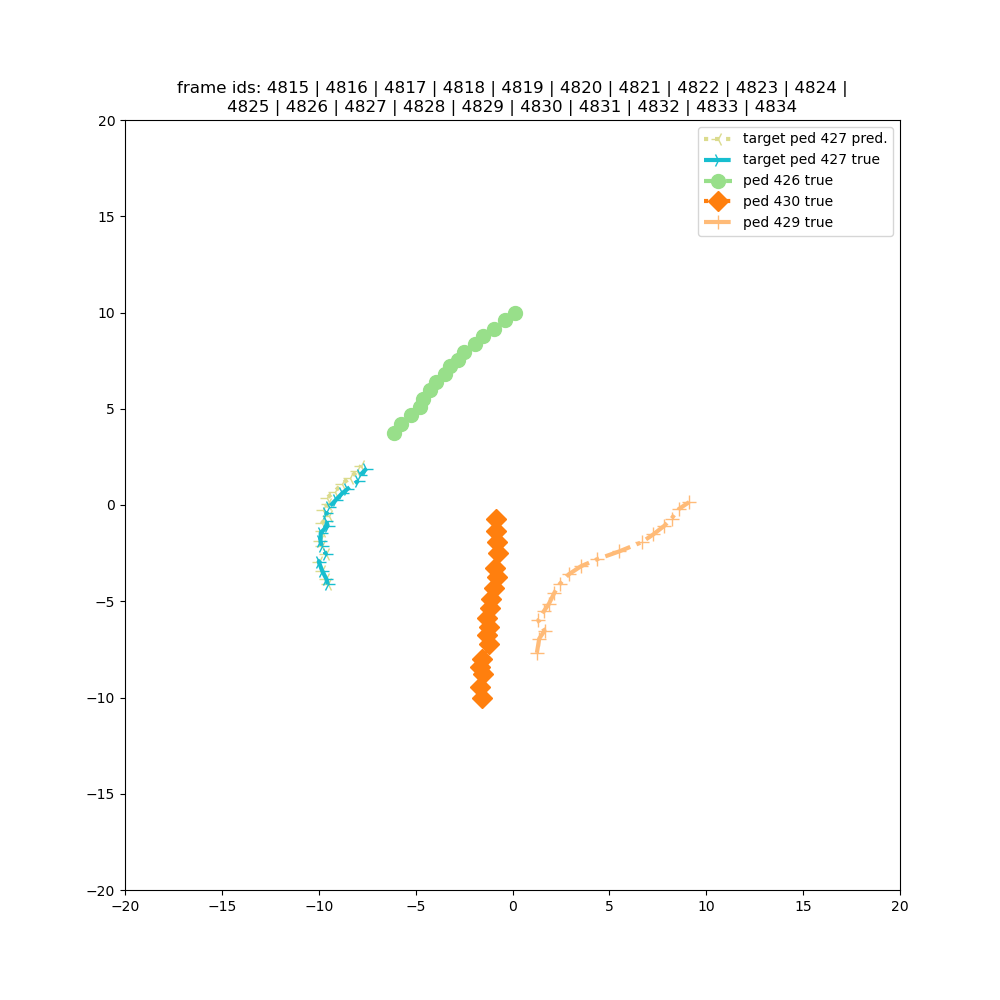 frame ids: 4815 | 4816 | 4817 | 4818 | 4819 | 4820 | 4821 | 4822 | 4823 | 4824 |
4825 | 4826 | 4827 | 4828 | 4829 | 4830 | 4831 | 4832 | 4833 | 4834
target ped 427 pred.
target ped 427 true
ped 426 true
ped 430 true
ped 429 true
20
15
10
5
0
−5
−10
−15
−20
−20 −15 −10 −5 0 5 10 15 20